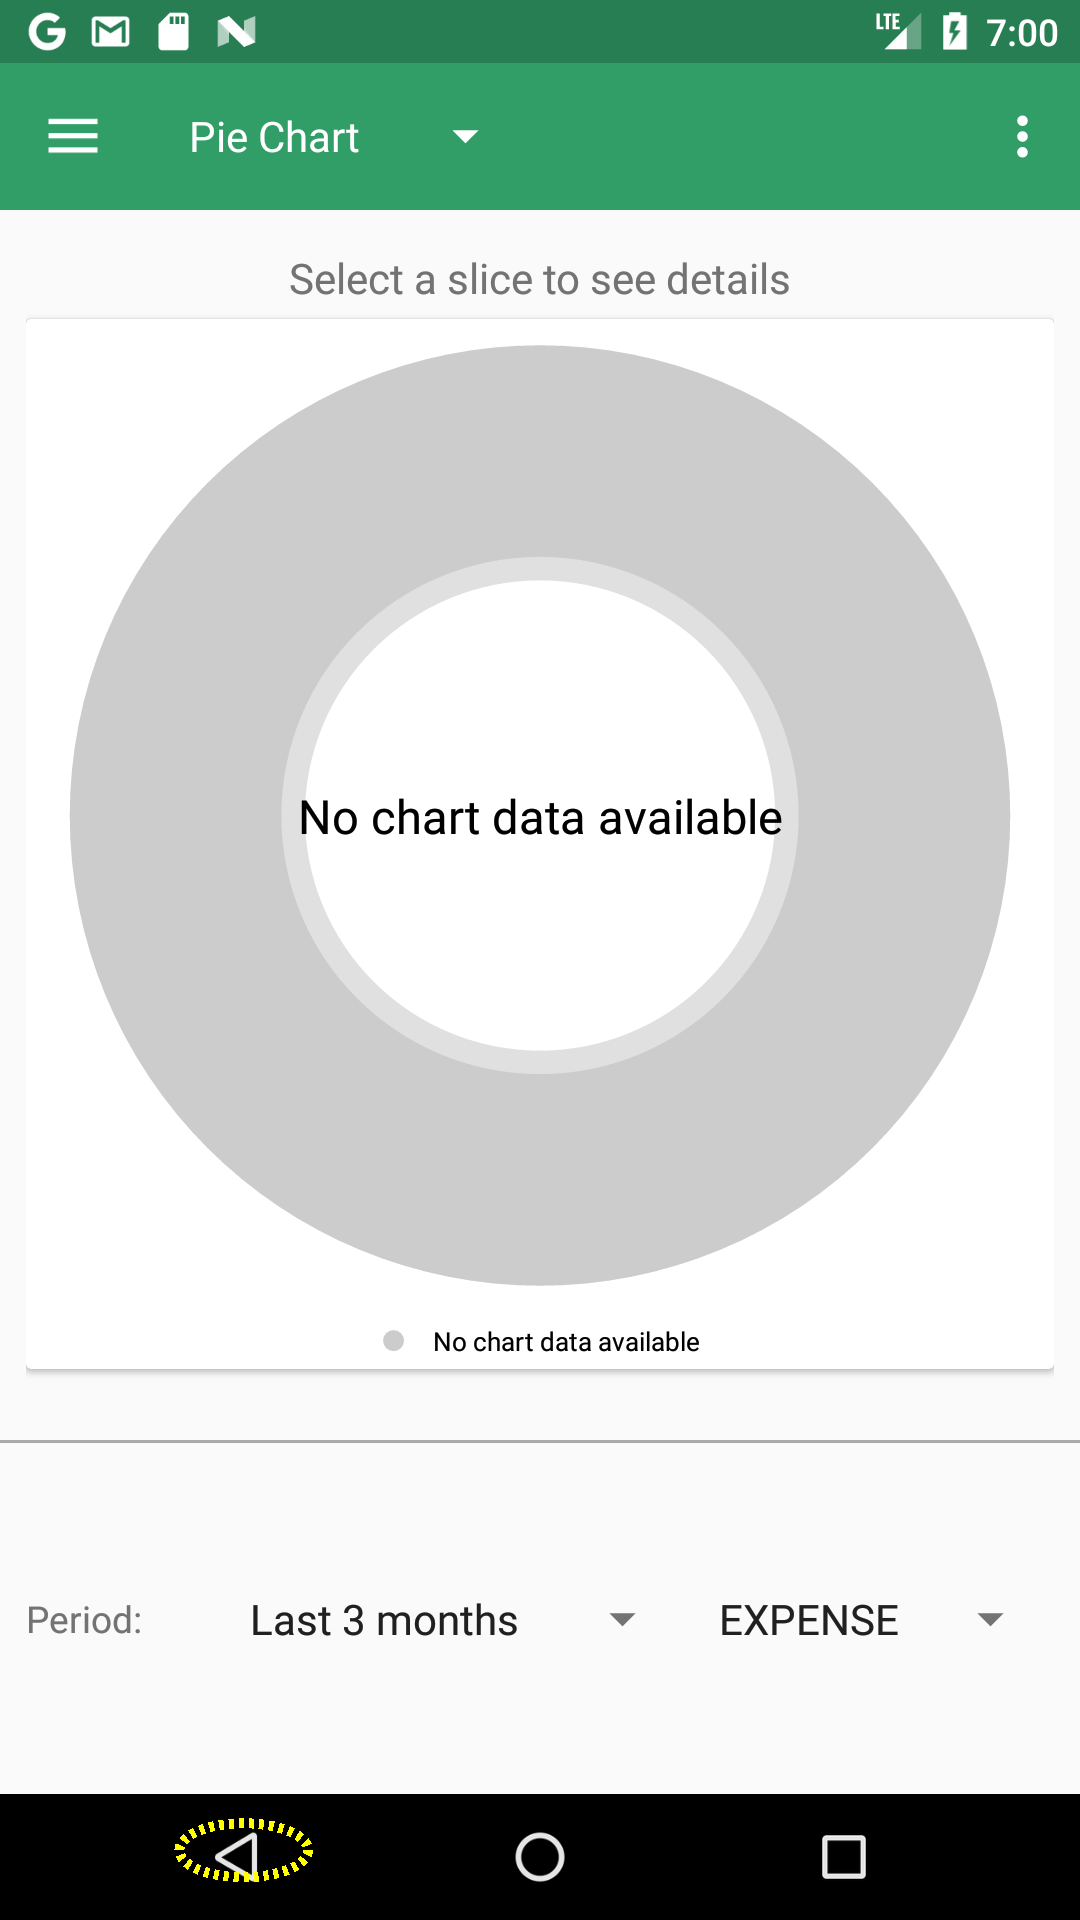 LTE 7:00
Pie Chart
Select a slice to see details
No chart data available
No chart data available
Period: Last 3 months EXPENSE